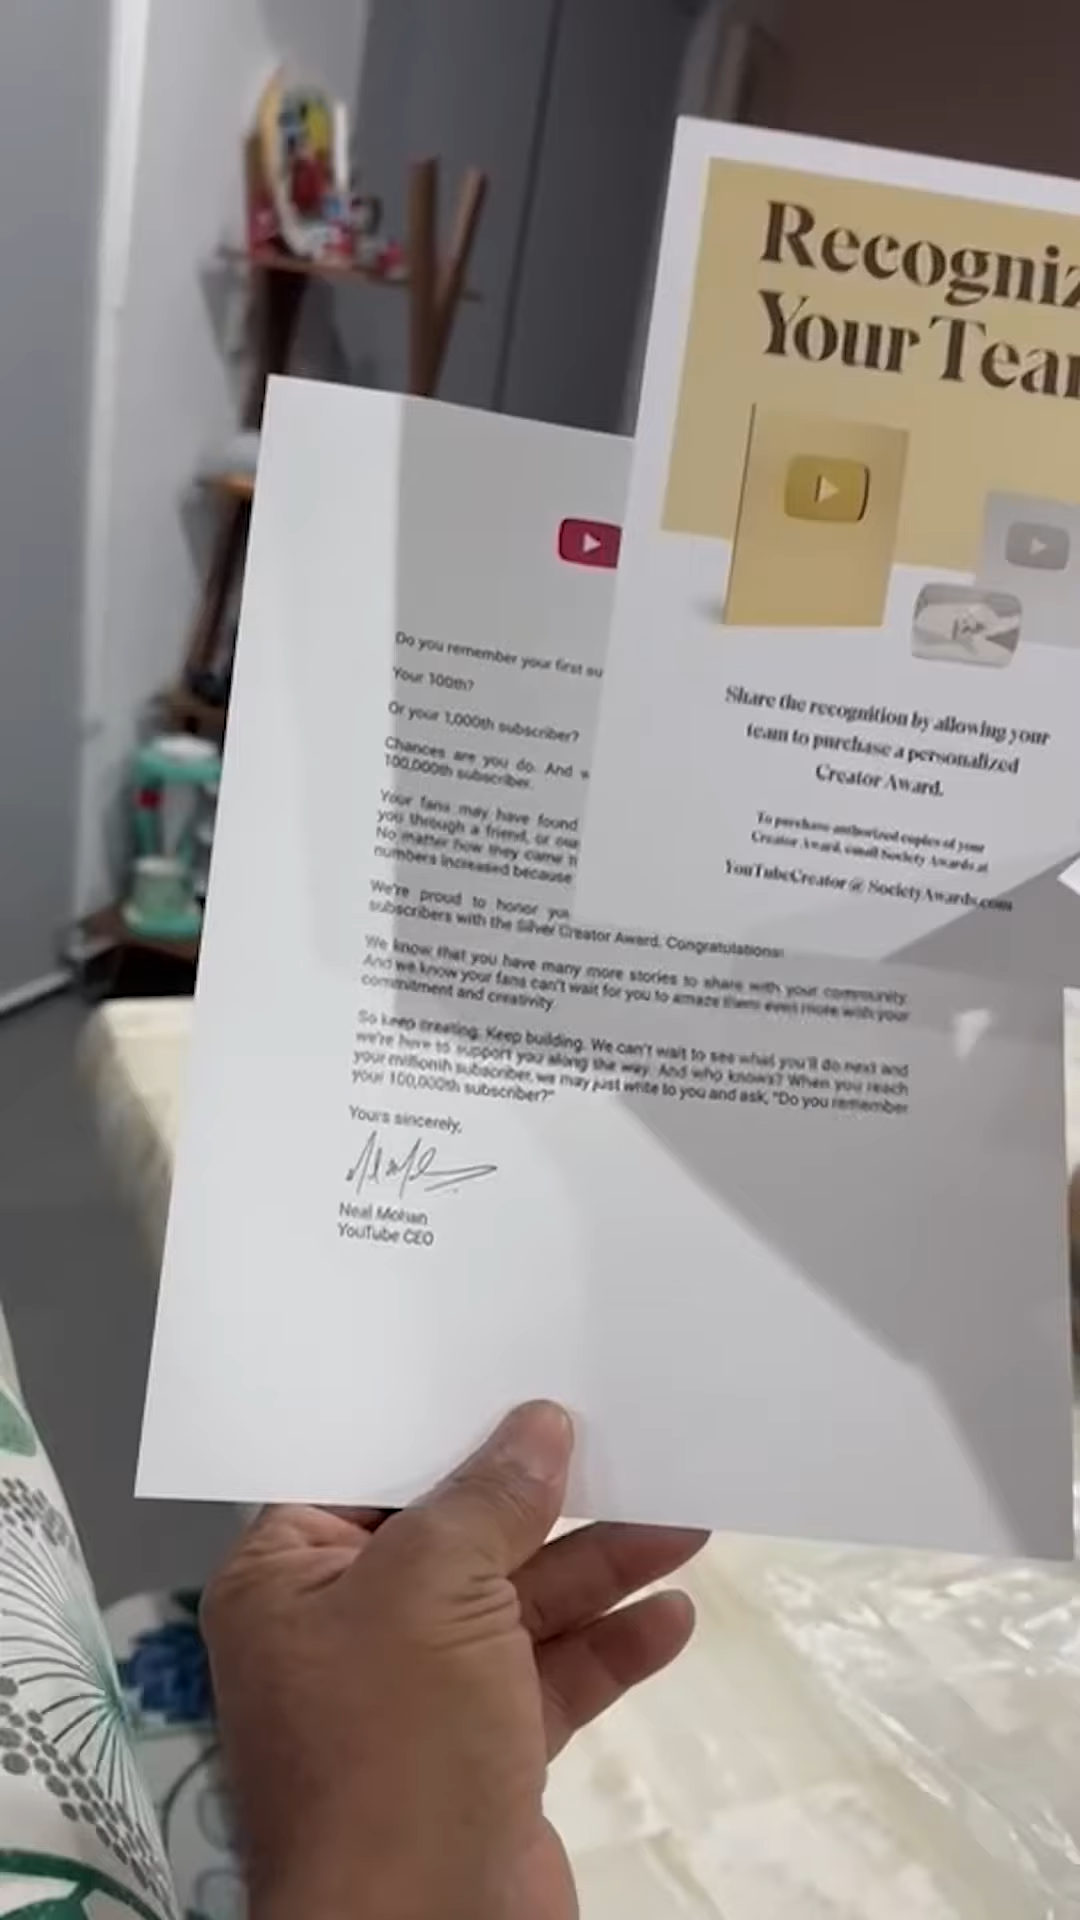 Recogniz
Your Tea
Share the recognition by allowing your
team to purchase a personalized
Creator Award.
To purchase authorized copies of your
Creator Award, email Society Awards at
YouTubeCreator@SocietyAwards.com
Do you remember your first su
Your 100th?
Or your 1,000th subscriber?
Chances are you do. And w
100,000th subscriber.
Your fans may have found
you through a friend, or
No matter how they came
numbers increased because
We're proud to honor
subscribers with the Silver Creator Award. Congratulations!
We know that you have many more stories to share with your community.
And we know your fans can't wait for you to amaze them even more with your
commitment and creativity.
So keep creating. Keep building. We can't wait to see what you'll do next and
we're here to support you along the way. And who knows? When you reach
your millionth subscriber, we may just write to you and ask, "Do you remember
your 100,000th subscriber?"
Yours sincerely,
Neal Mohan
YouTube CEO